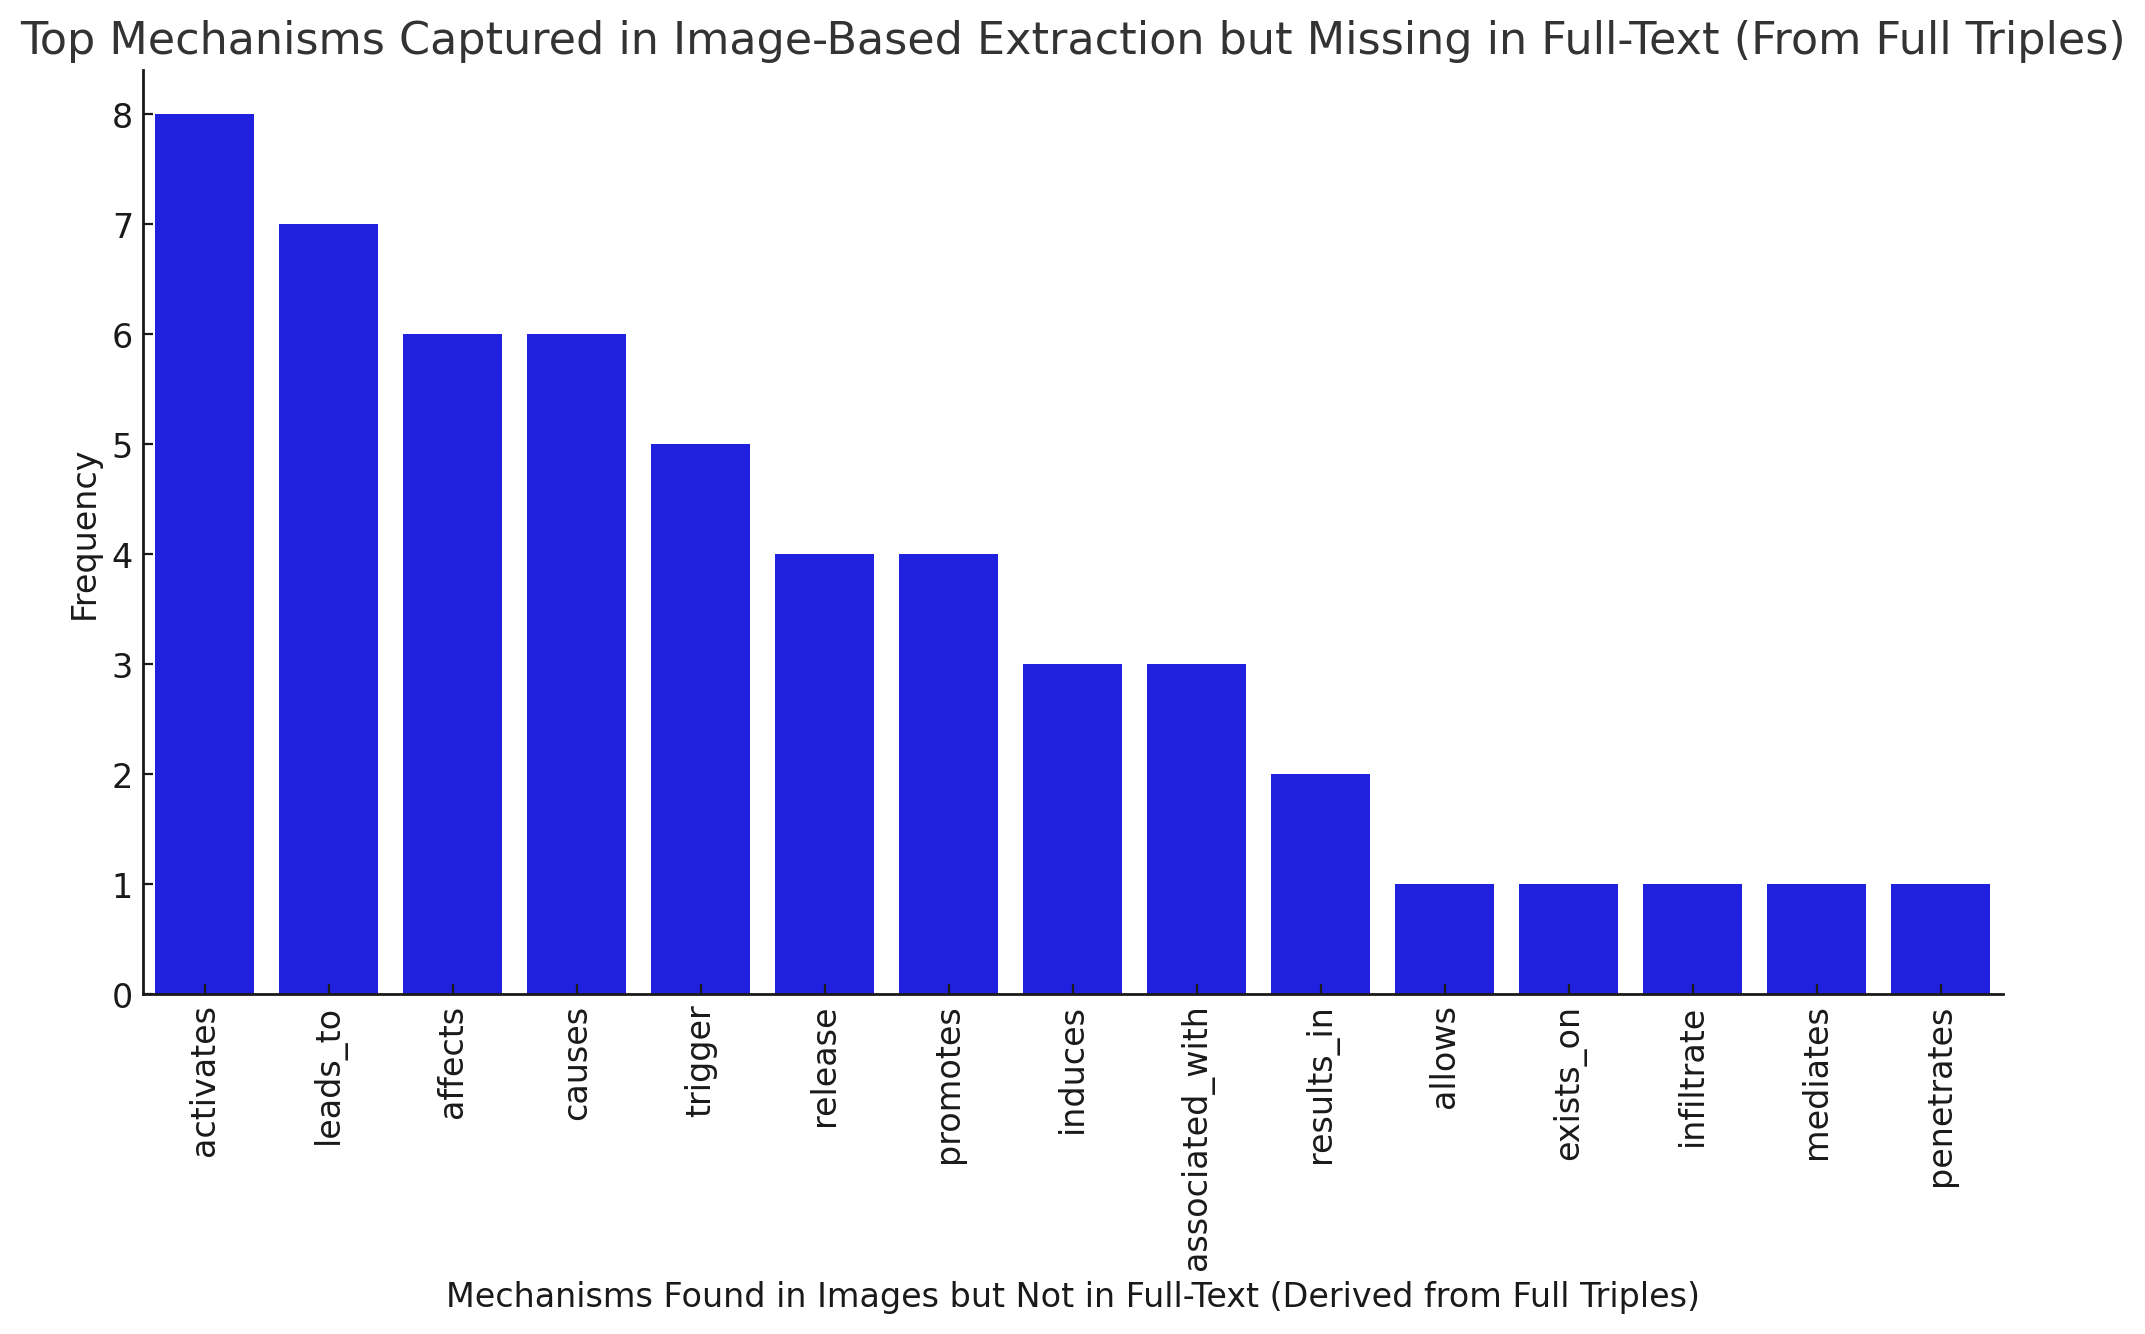 Top Mechanisms Captured in Image-Based Extraction but Missing in Full-Text (From Full Triples)
Frequency
8
7
6
5
4
3
2
1
0
activates
leads_to
affects
causes
trigger
release
promotes
induces
associated_with
results_in
allows
exists_on
infiltrate
mediates
penetrates
Mechanisms Found in Images but Not in Full-Text (Derived from Full Triples)